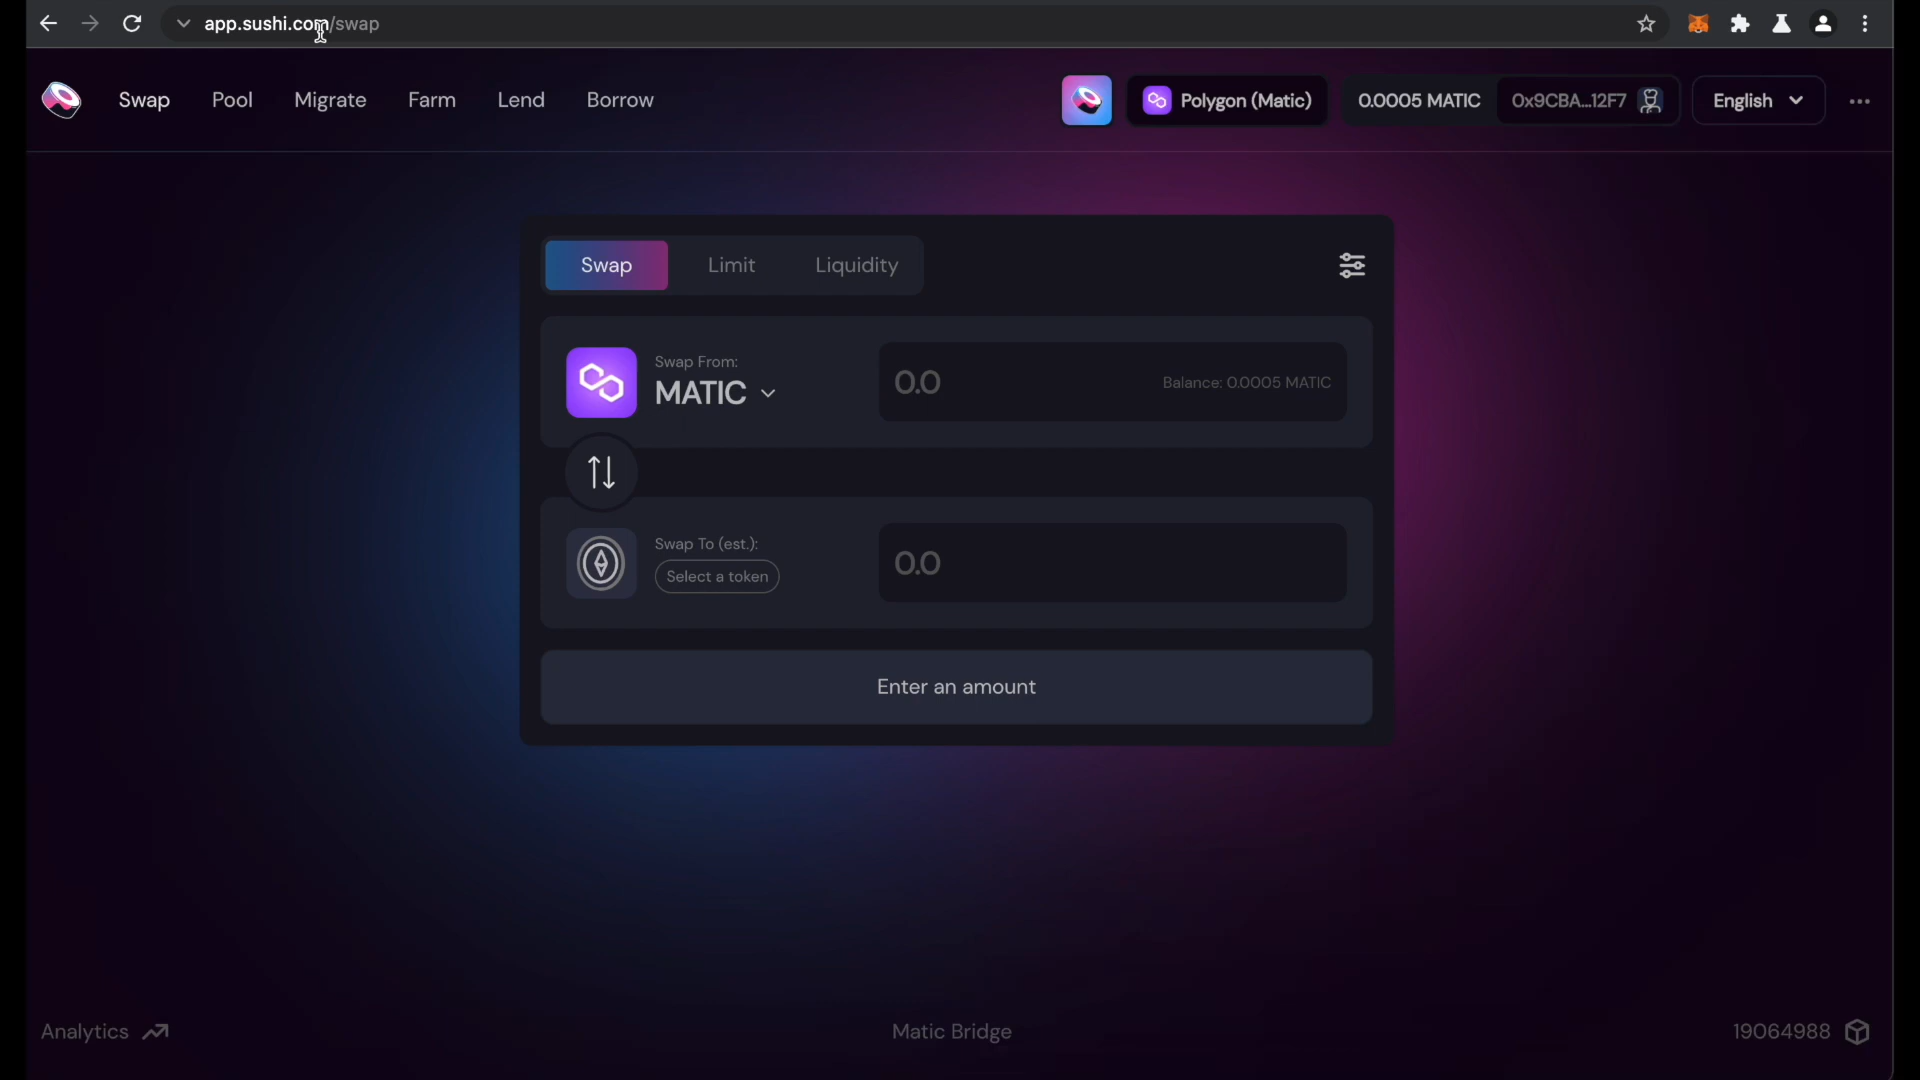 app.sushi.com/swap
Swap Pool Migrate Farm Lend Borrow Polygon (Matic) 0.0005 MATIC 0x9CBA...12F7 English
Swap Limit Liquidity
Swap From:
MATIC 0.0 Balance: 0.0005 MATIC
Swap To (est.):
Select a token 0.0
Enter an amount
Analytics Matic Bridge 19064988